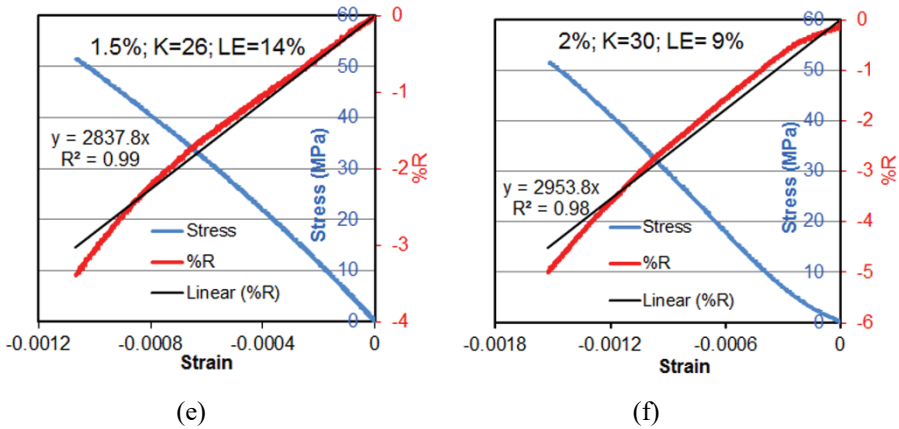 1.5%; K=26; LE=14%
60
50
40
30
20
10
0
Stress (MPa)
0
-1
-2
-3
-4
%R
y = 2837.8x
R² = 0.99
Stress
%R
Linear (%R)
-0.0012
-0.0008
-0.0004
0
Strain
(e)
2%; K=30; LE= 9%
60
50
40
30
20
10
0
Stress (MPa)
0
-1
-2
-3
-4
-5
-6
%R
y = 2953.8x
R² = 0.98
Stress
%R
Linear (%R)
-0.0018
-0.0012
-0.0006
0
Strain
(f)